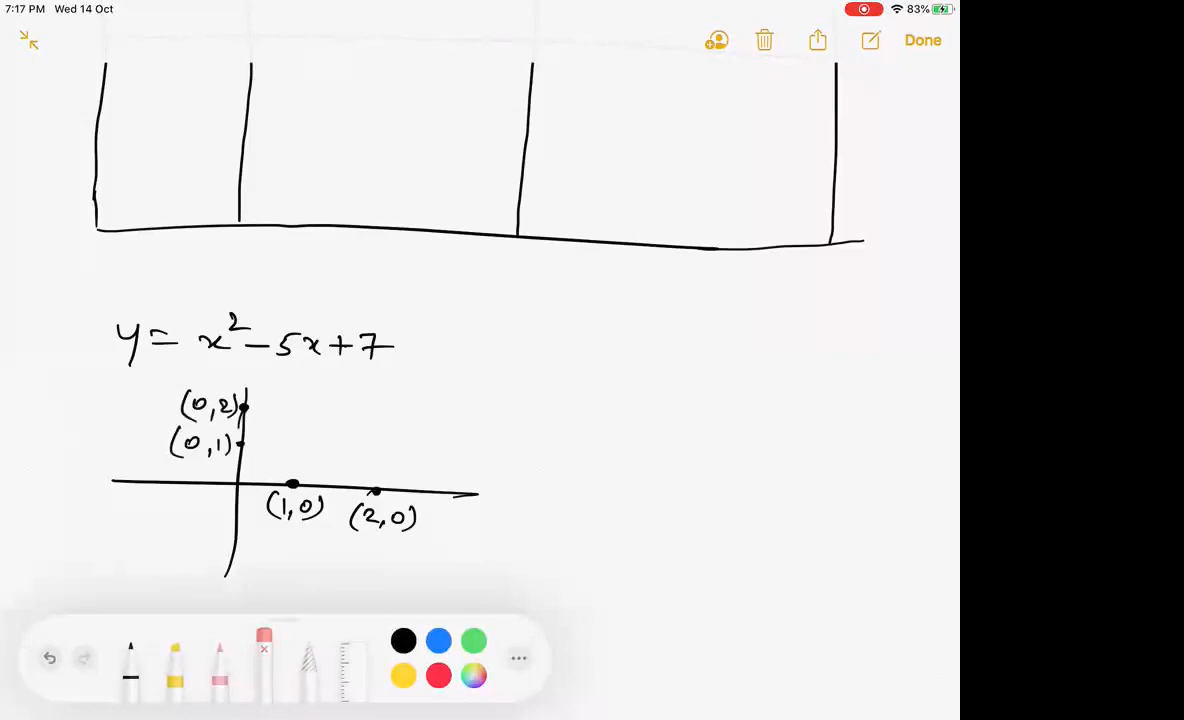 7:17 PM Wed 14 Oct 83%
Done
y = x² - 5x + 7
(0,2)
(0,1)
(1,0) (2,0)